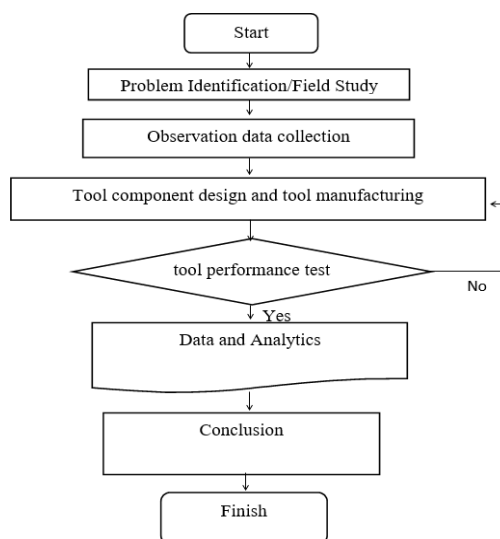 Start
Problem Identification/Field Study
Observation data collection
Tool component design and tool manufacturing
tool performance test
No
Yes
Data and Analytics
Conclusion
Finish